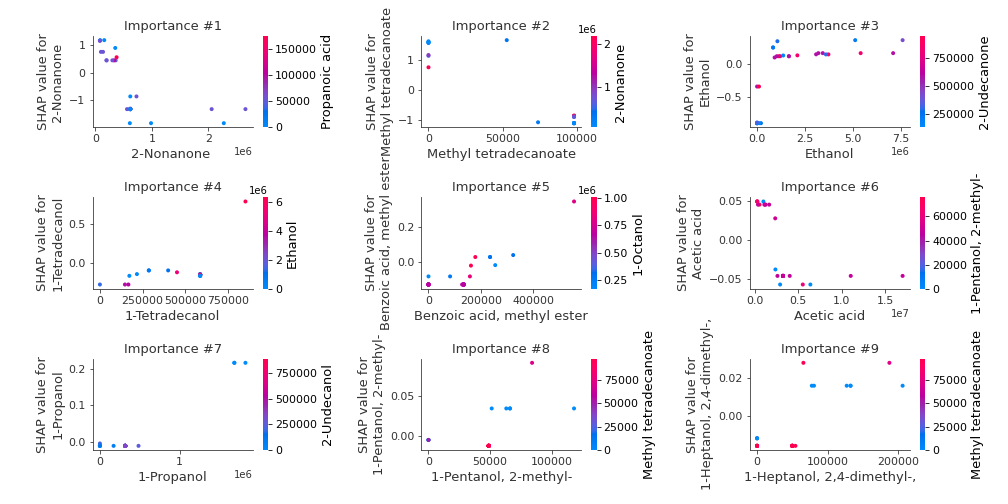 Importance #1
SHAP value for
2-Nonanone
1
0
−1
0
1
2
1e6
2-Nonanone
150000
100000
50000
0
Propanoic acid
Importance #2
SHAP value for
Methyl tetradecanoate
1
0
−1
0
50000
100000
Methyl tetradecanoate
1e6
2
1
2-Nonanone
Importance #3
SHAP value for
Ethanol
0.0
−0.5
0.0
2.5
5.0
7.5
1e6
Ethanol
750000
500000
250000
2-Undecanone
Importance #4
SHAP value for
1-Tetradecanol
0.5
0.0
0
250000
500000
750000
1-Tetradecanol
1e6
6
4
2
0
Ethanol
Importance #5
SHAP value for
Benzoic acid, methyl ester
0.2
0.0
0
200000
400000
Benzoic acid, methyl ester
1e6
1.00
0.75
0.50
0.25
1-Octanol
Importance #6
SHAP value for
Acetic acid
0.05
0.00
−0.05
0.0
0.5
1.0
1.5
1e7
Acetic acid
60000
40000
20000
0
1-Pentanol, 2-methyl-
Importance #7
SHAP value for
1-Propanol
0.2
0.1
0.0
0
1
1e6
1-Propanol
750000
500000
250000
0
2-Undecanol
Importance #8
SHAP value for
1-Pentanol, 2-methyl-
0.05
0.00
0
50000
100000
1-Pentanol, 2-methyl-
75000
50000
25000
0
Methyl tetradecanoate
Importance #9
SHAP value for
1-Heptanol, 2,4-dimethyl-,
0.02
0.00
0
100000
200000
1-Heptanol, 2,4-dimethyl-,
75000
50000
25000
0
Methyl tetradecanoate